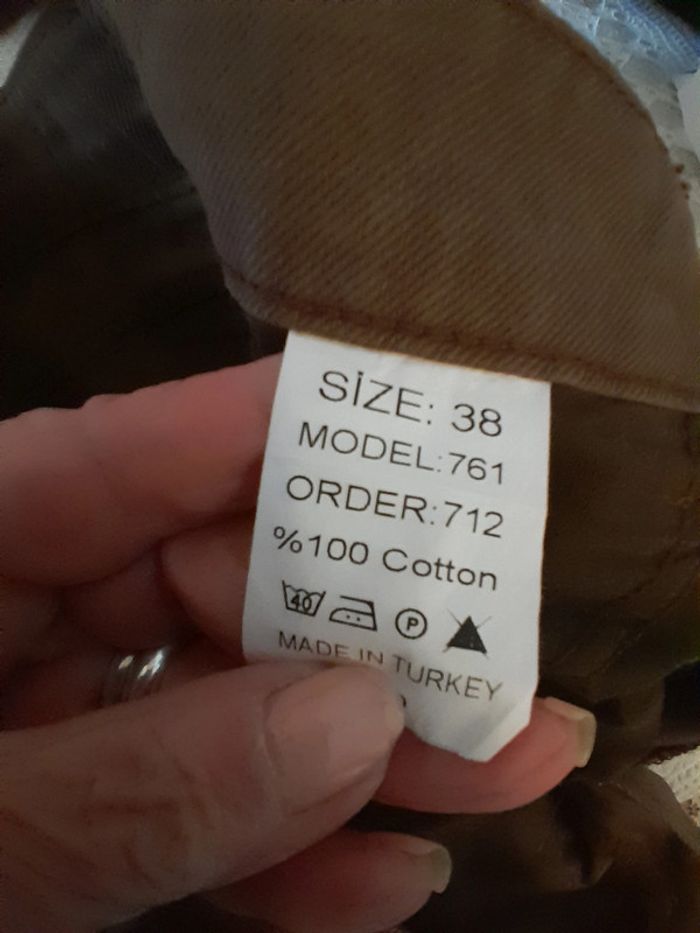 SİZE: 38
MODEL:761
ORDER:712
%100 Cotton
40 P
MADE IN TURKEY